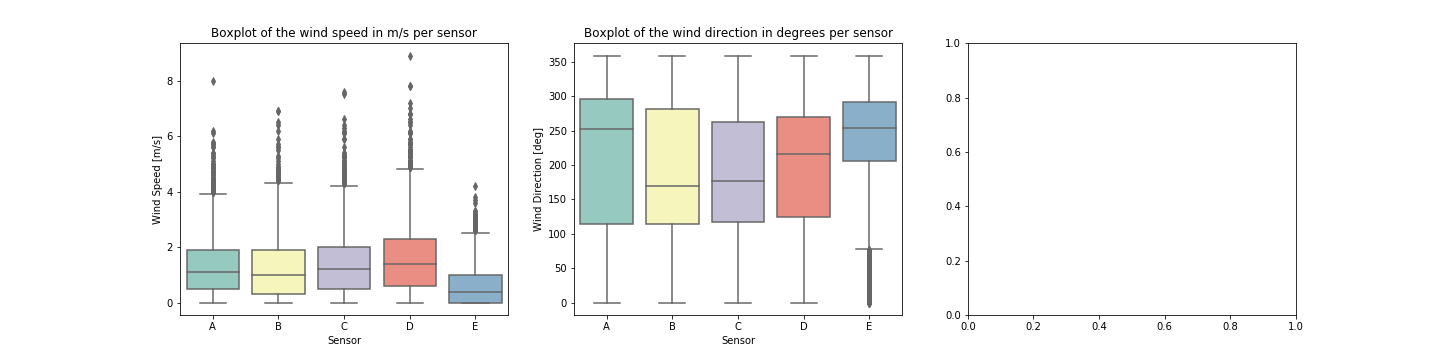 Boxplot of the wind speed in m/s per sensor
Wind Speed [m/s]
8
6
4
2
0
A B C D E
Sensor
Boxplot of the wind direction in degrees per sensor
Wind Direction [deg]
350
300
250
200
150
100
50
0
A B C D E
Sensor
1.0
0.8
0.6
0.4
0.2
0.0
0.0 0.2 0.4 0.6 0.8 1.0